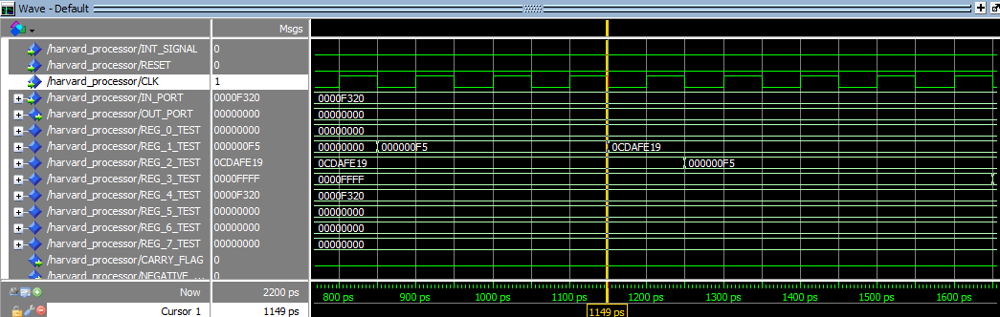 Wave - Default
Msgs
/harvard_processor/INT_SIGNAL 0
/harvard_processor/RESET 0
/harvard_processor/CLK 1
/harvard_processor/IN_PORT 0000F320 0000F320
/harvard_processor/OUT_PORT 00000000 00000000
/harvard_processor/REG_0_TEST 00000000 00000000
/harvard_processor/REG_1_TEST 000000F5 00000000 000000F5 0CDAFE19
/harvard_processor/REG_2_TEST 0CDAFE19 0CDAFE19 000000F5
/harvard_processor/REG_3_TEST 0000FFFF 0000FFFF
/harvard_processor/REG_4_TEST 0000F320 0000F320
/harvard_processor/REG_5_TEST 00000000 00000000
/harvard_processor/REG_6_TEST 00000000 00000000
/harvard_processor/REG_7_TEST 00000000 00000000
/harvard_processor/CARRY_FLAG 0
/harvard_processor/NEGATIVE_... 0
Now 2200 ps 800 ps 900 ps 1000 ps 1100 ps 1200 ps 1300 ps 1400 ps 1500 ps 1600 ps
Cursor 1 1149 ps 1149 ps